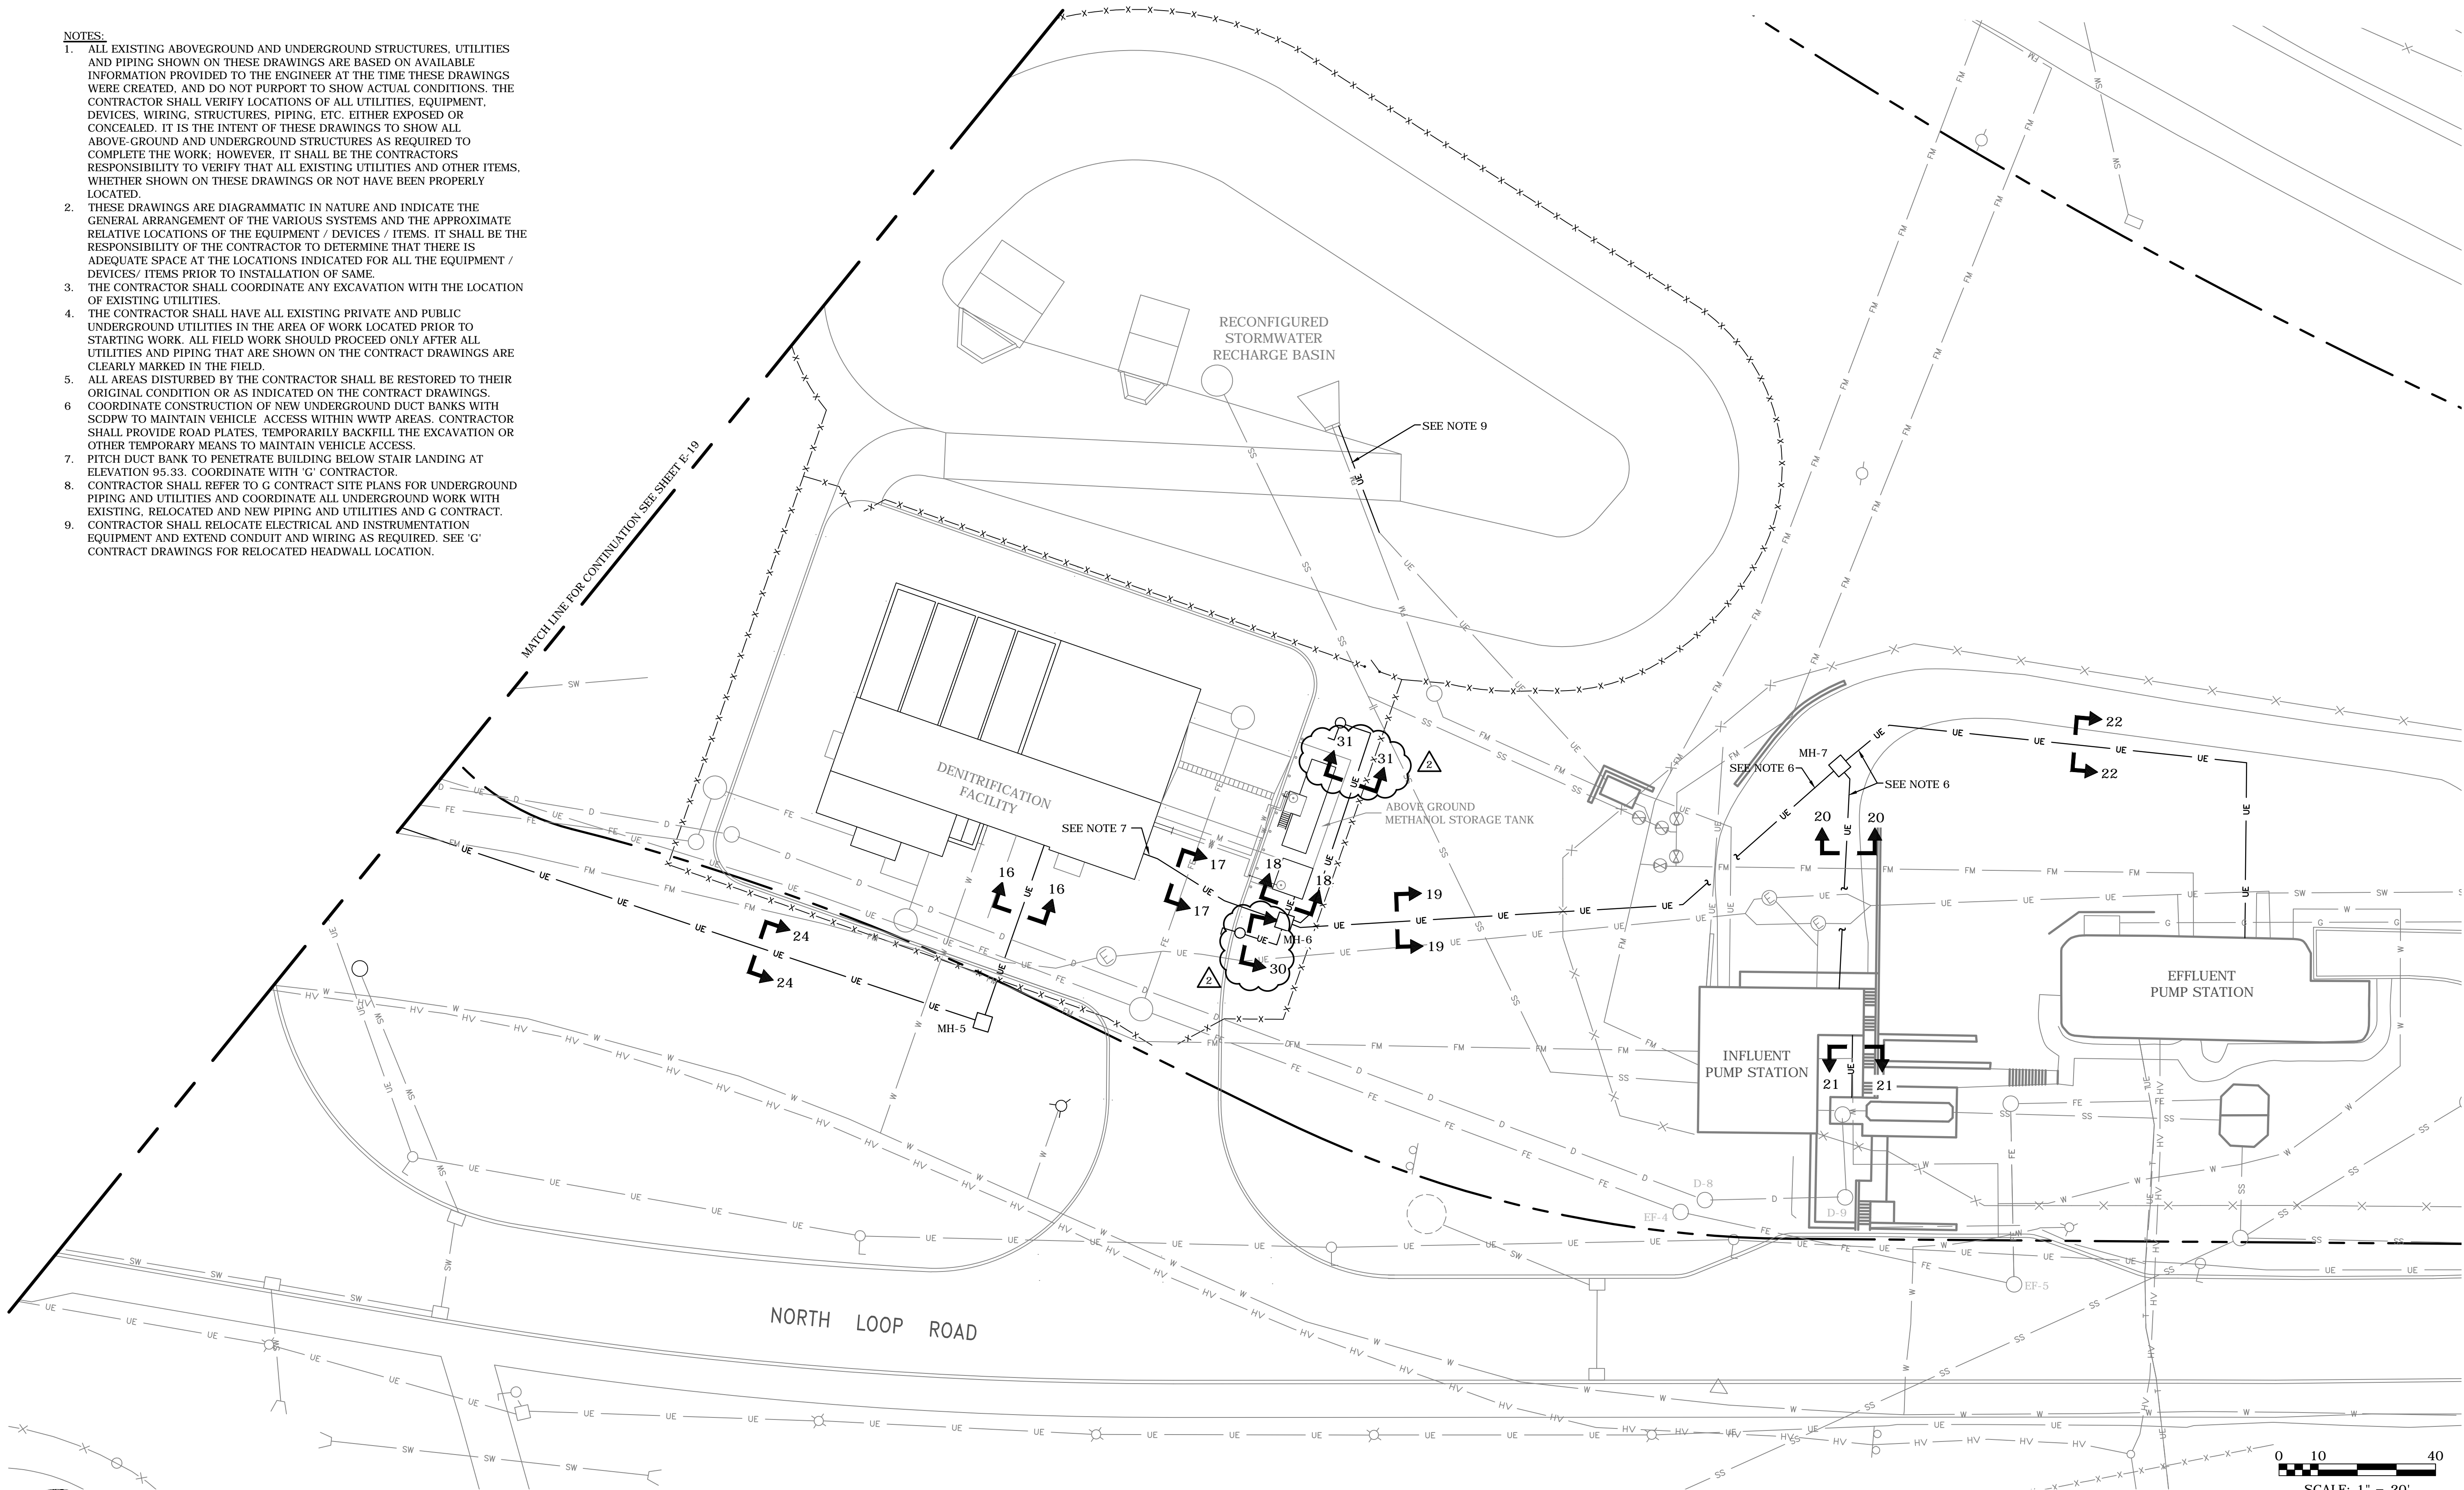 NOTES:
1. ALL EXISTING ABOVEGROUND AND UNDERGROUND STRUCTURES, UTILITIES
AND PIPING SHOWN ON THESE DRAWINGS ARE BASED ON AVAILABLE
INFORMATION PROVIDED TO THE ENGINEER AT THE TIME THESE DRAWINGS
WERE CREATED, AND DO NOT PURPORT TO SHOW ACTUAL CONDITIONS. THE
CONTRACTOR SHALL VERIFY LOCATIONS OF ALL UTILITIES, EQUIPMENT,
DEVICES, WIRING, STRUCTURES, PIPING, ETC. EITHER EXPOSED OR
CONCEALED. IT IS THE INTENT OF THESE DRAWINGS TO SHOW ALL
ABOVE-GROUND AND UNDERGROUND STRUCTURES AS REQUIRED TO
COMPLETE THE WORK; HOWEVER, IT SHALL BE THE CONTRACTORS
RESPONSIBILITY TO VERIFY THAT ALL EXISTING UTILITIES AND OTHER ITEMS,
WHETHER SHOWN ON THESE DRAWINGS OR NOT HAVE BEEN PROPERLY
LOCATED.
2. THESE DRAWINGS ARE DIAGRAMMATIC IN NATURE AND INDICATE THE
GENERAL ARRANGEMENT OF THE VARIOUS SYSTEMS AND THE APPROXIMATE
RELATIVE LOCATIONS OF THE EQUIPMENT / DEVICES / ITEMS. IT SHALL BE THE
RESPONSIBILITY OF THE CONTRACTOR TO DETERMINE THAT THERE IS
ADEQUATE SPACE AT THE LOCATIONS INDICATED FOR ALL THE EQUIPMENT /
DEVICES/ ITEMS PRIOR TO INSTALLATION OF SAME.
3. THE CONTRACTOR SHALL COORDINATE ANY EXCAVATION WITH THE LOCATION
OF EXISTING UTILITIES.
4. THE CONTRACTOR SHALL HAVE ALL EXISTING PRIVATE AND PUBLIC
UNDERGROUND UTILITIES IN THE AREA OF WORK LOCATED PRIOR TO
STARTING WORK. ALL FIELD WORK SHOULD PROCEED ONLY AFTER ALL
UTILITIES AND PIPING THAT ARE SHOWN ON THE CONTRACT DRAWINGS ARE
CLEARLY MARKED IN THE FIELD.
5. ALL AREAS DISTURBED BY THE CONTRACTOR SHALL BE RESTORED TO THEIR
ORIGINAL CONDITION OR AS INDICATED ON THE CONTRACT DRAWINGS.
6 COORDINATE CONSTRUCTION OF NEW UNDERGROUND DUCT BANKS WITH
SCDPW TO MAINTAIN VEHICLE ACCESS WITHIN WWTP AREAS. CONTRACTOR
SHALL PROVIDE ROAD PLATES, TEMPORARILY BACKFILL THE EXCAVATION OR
OTHER TEMPORARY MEANS TO MAINTAIN VEHICLE ACCESS.
7. PITCH DUCT BANK TO PENETRATE BUILDING BELOW STAIR LANDING AT
ELEVATION 95.33. COORDINATE WITH 'G' CONTRACTOR.
8. CONTRACTOR SHALL REFER TO G CONTRACT SITE PLANS FOR UNDERGROUND
PIPING AND UTILITIES AND COORDINATE ALL UNDERGROUND WORK WITH
EXISTING, RELOCATED AND NEW PIPING AND UTILITIES AND G CONTRACT.
9. CONTRACTOR SHALL RELOCATE ELECTRICAL AND INSTRUMENTATION
EQUIPMENT AND EXTEND CONDUIT AND WIRING AS REQUIRED. SEE 'G'
CONTRACT DRAWINGS FOR RELOCATED HEADWALL LOCATION.
MATCH LINE FOR CONTINUATION SEE SHEET E-19
RECONFIGURED
STORMWATER
RECHARGE BASIN
SEE NOTE 9
DENITRIFICATION
FACILITY
SEE NOTE 7
ABOVE GROUND
METHANOL STORAGE TANK
31
31
2
MH-7
SEE NOTE 6
SEE NOTE 6
22
22
20
20
16
16
17
17
18
18
19
19
24
24
MH-5
MH-6
30
2
INFLUENT
PUMP STATION
21
21
EFFLUENT
PUMP STATION
D-8
D-9
EF-4
EF-5
NORTH LOOP ROAD
0 10 40
SCALE: 1" = 20'